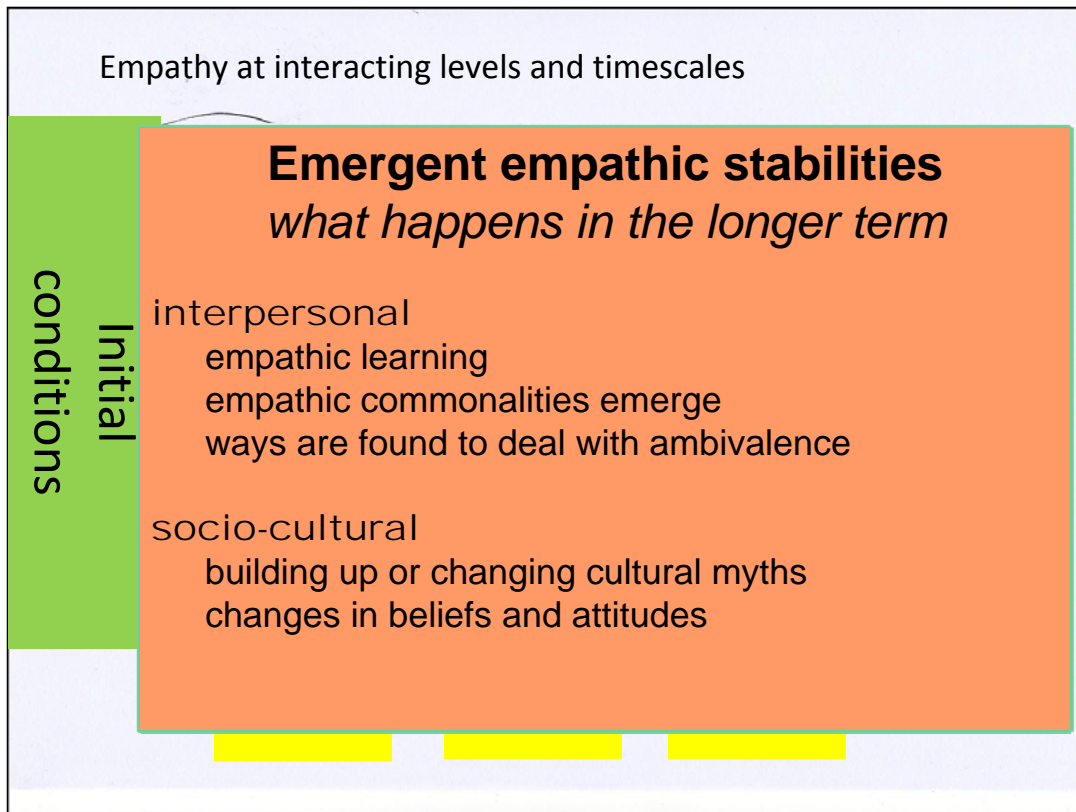 Empathy at interacting levels and timescales
Initial
conditions
Emergent empathic stabilities
what happens in the longer term
interpersonal
empathic learning
empathic commonalities emerge
ways are found to deal with ambivalence
socio-cultural
building up or changing cultural myths
changes in beliefs and attitudes